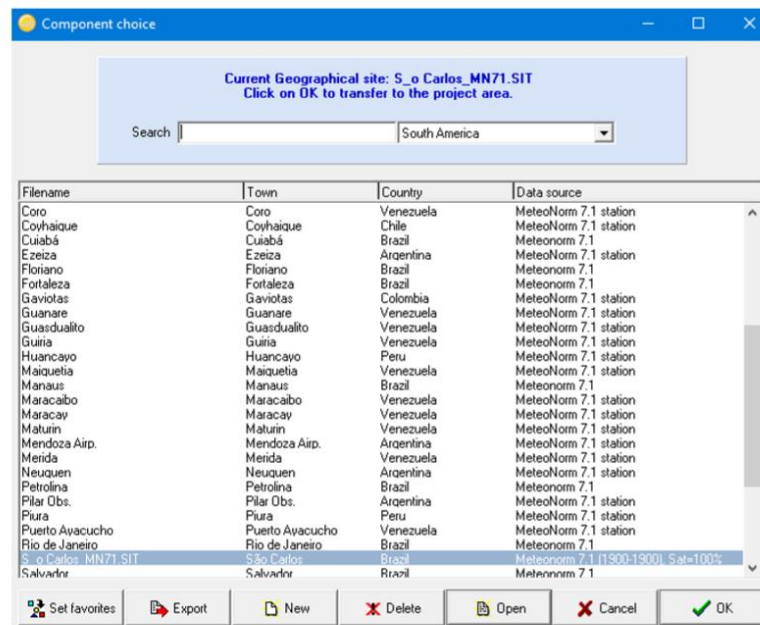 Component choice
Current Geographical site: S_o Carlos_MN71.SIT
Click on OK to transfer to the project area.
Search South America
Filename Town Country Data source
Coro Coro Venezuela MeteoNorm 7.1 station
Coyhaique Coyhaique Chile MeteoNorm 7.1 station
Cuiabá Cuiabá Brazil Meteonorm 7.1
Ezeiza Ezeiza Argentina MeteoNorm 7.1 station
Floriano Floriano Brazil Meteonorm 7.1
Fortaleza Fortaleza Brazil Meteonorm 7.1
Gaviotas Gaviotas Colombia MeteoNorm 7.1 station
Guanare Guanare Venezuela MeteoNorm 7.1 station
Guasdualito Guasdualito Venezuela MeteoNorm 7.1 station
Guiria Guiria Venezuela MeteoNorm 7.1 station
Huancayo Huancayo Peru MeteoNorm 7.1 station
Maiquetia Maiquetia Venezuela MeteoNorm 7.1 station
Manaus Manaus Brazil Meteonorm 7.1
Maracaibo Maracaibo Venezuela MeteoNorm 7.1 station
Maracay Maracay Venezuela MeteoNorm 7.1 station
Maturin Maturin Venezuela MeteoNorm 7.1 station
Mendoza Airp. Mendoza Airp. Argentina MeteoNorm 7.1 station
Merida Merida Venezuela MeteoNorm 7.1 station
Neuquen Neuquen Argentina MeteoNorm 7.1 station
Petrolina Petrolina Brazil Meteonorm 7.1
Pilar Obs. Pilar Obs. Argentina MeteoNorm 7.1 station
Piura Piura Peru MeteoNorm 7.1 station
Puerto Ayacucho Puerto Ayacucho Venezuela MeteoNorm 7.1 station
Rio de Janeiro Rio de Janeiro Brazil Meteonorm 7.1
S_o Carlos_MN71.SIT São Carlos Brazil Meteonorm 7.1 (1900-1900), Sat=100%
Salvador Salvador Brazil Meteonorm 7.1
Set favorites Export New Delete Open Cancel OK